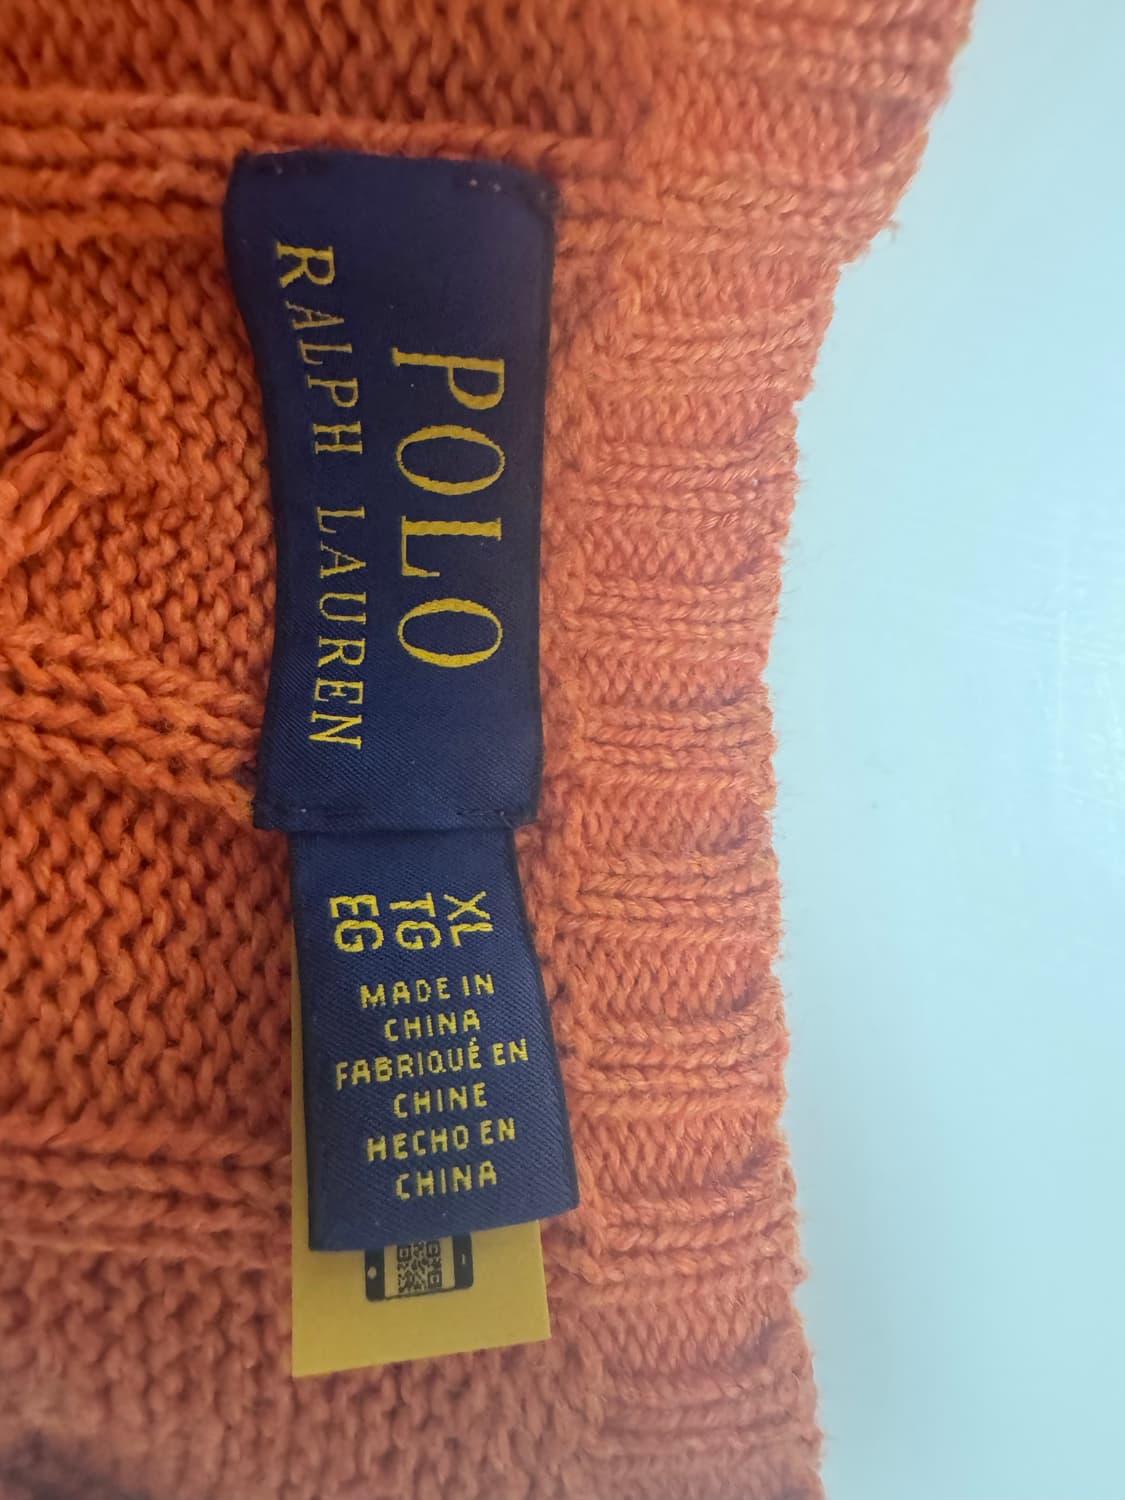 POLO
RALPH LAUREN
XL
TG
EG
MADE IN
CHINA
FABRIQUÉ EN
CHINE
HECHO EN
CHINA